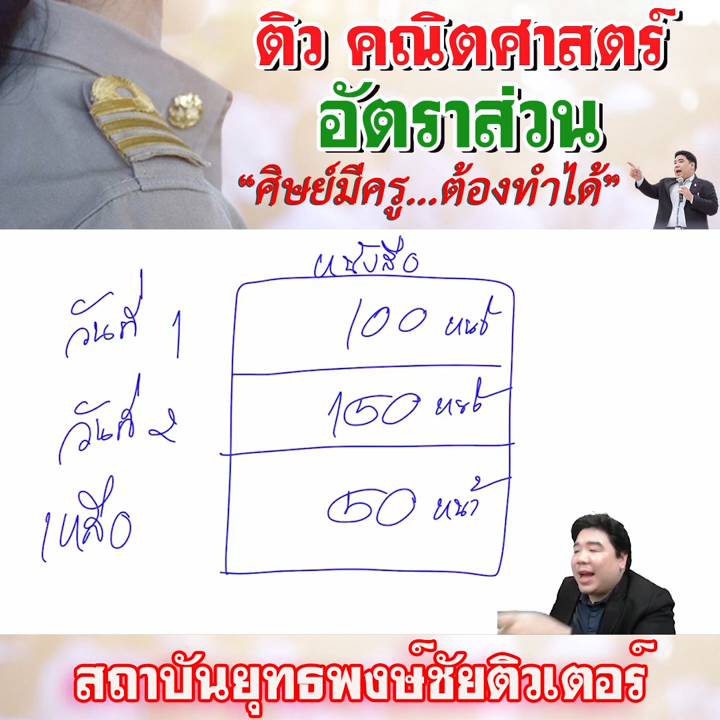 ติว คณิตศาสตร์
อัตราส่วน
“ศิษย์มีครู...ต้องทำได้”
หนังสือ
วันที่ 1 100 หน้า
วันที่ 2 150 หน้า
เหลือ 50 หน้า
สถาบันยุทธพงษ์ชัยติวเตอร์